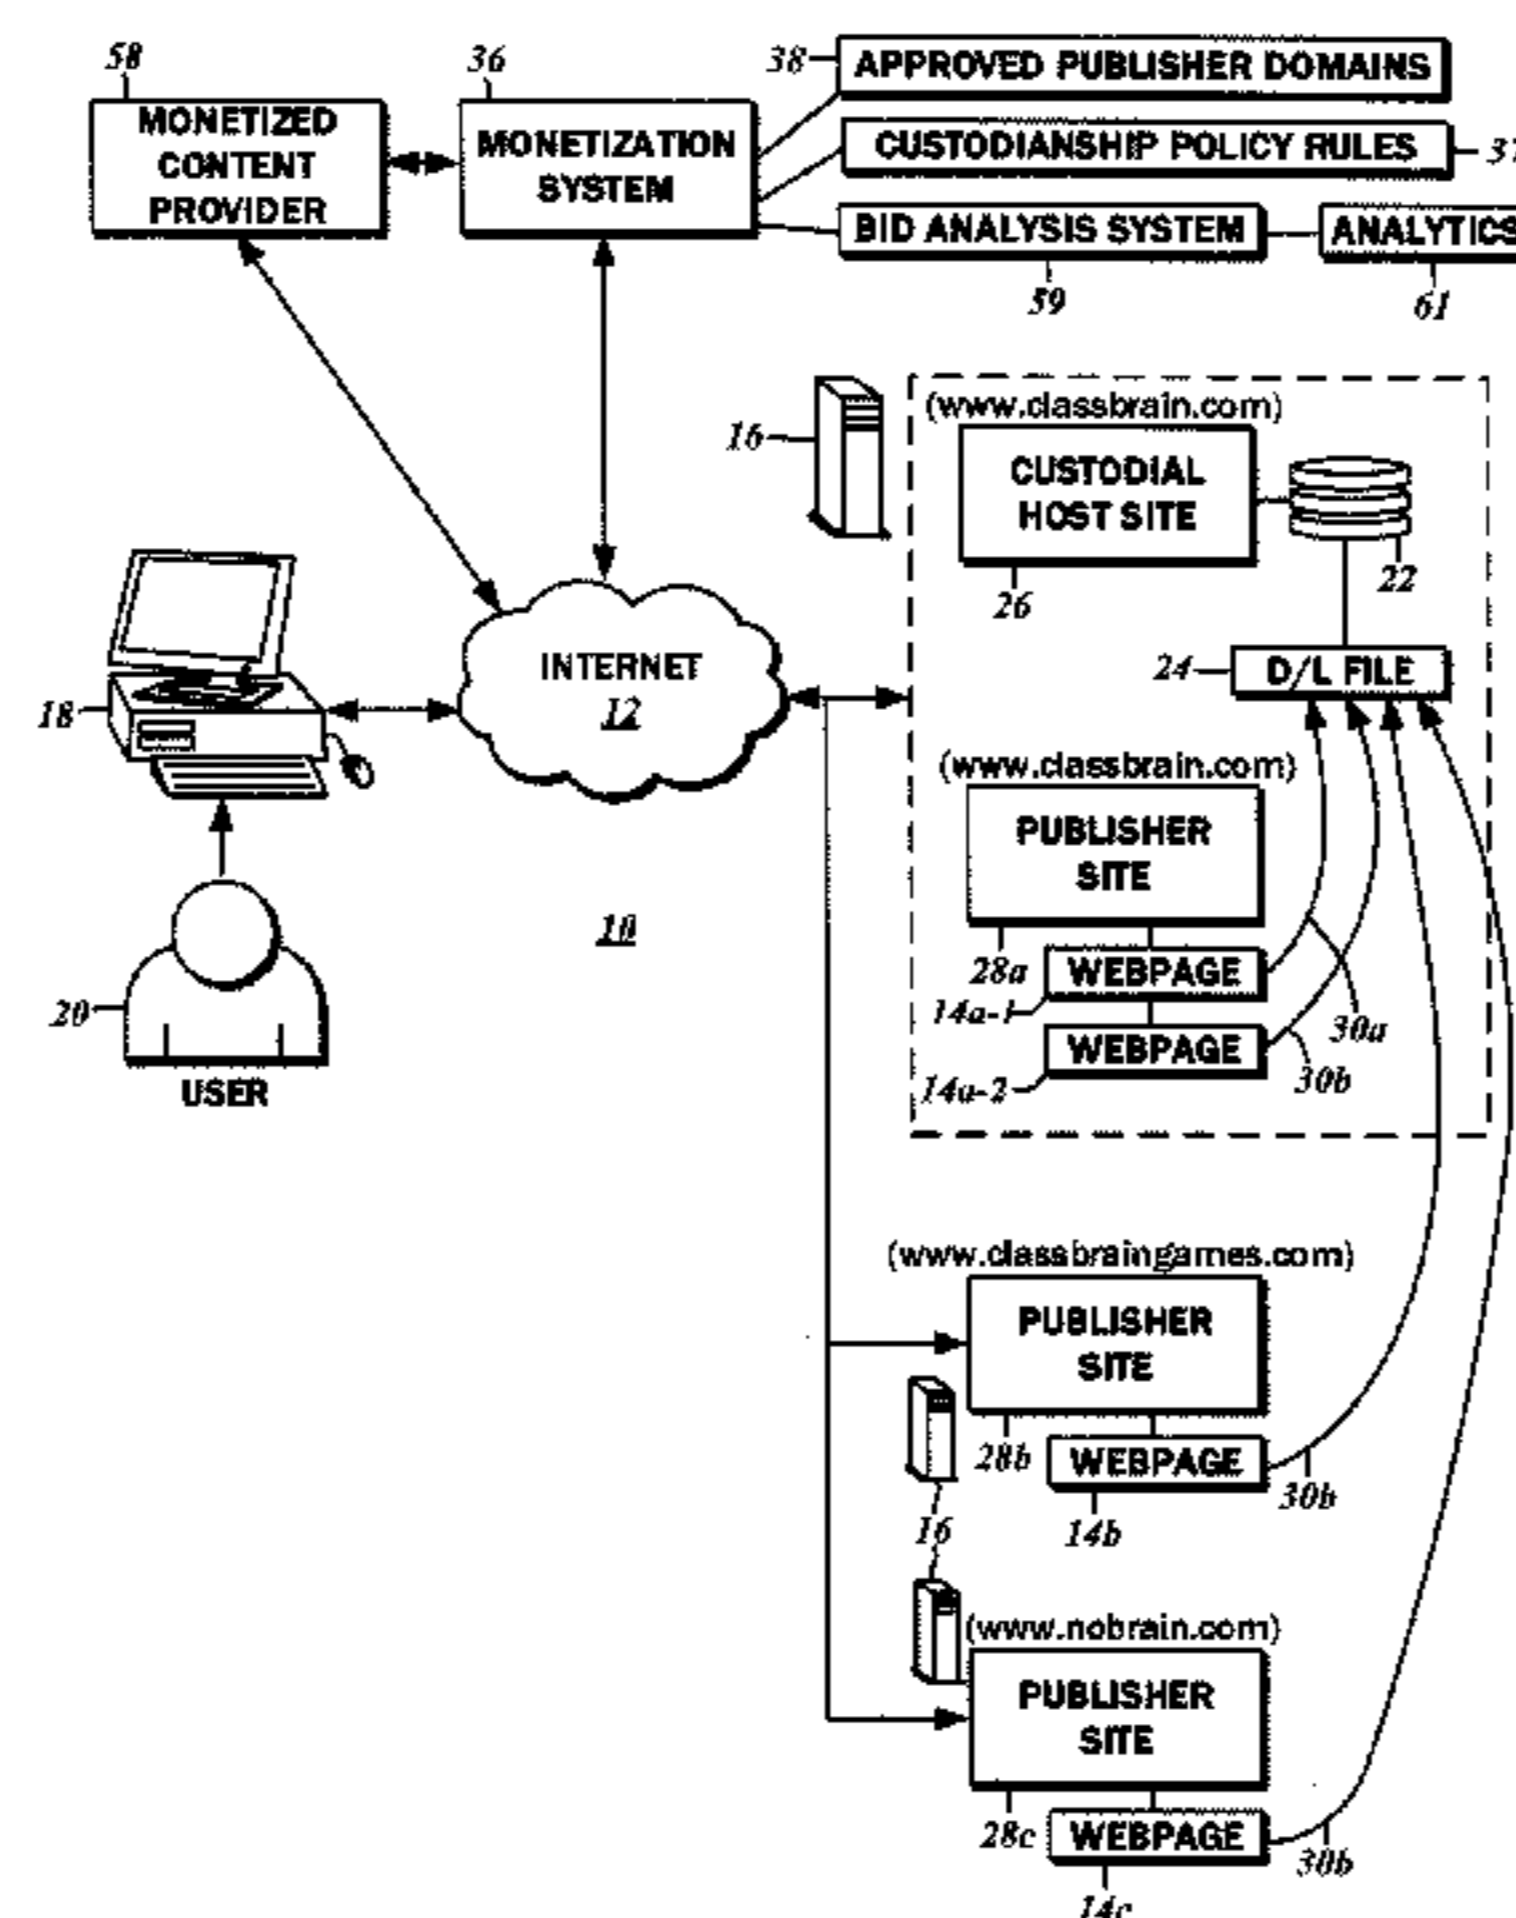 58
36
38
APPROVED PUBLISHER DOMAINS
MONETIZED
CONTENT
PROVIDER
MONETIZATION
SYSTEM
CUSTODIANSHIP POLICY RULES
37
BID ANALYSIS SYSTEM
ANALYTICS
59
61
(www.classbrain.com)
16
CUSTODIAL
HOST SITE
26
22
INTERNET
12
24
D/L FILE
18
(www.classbrain.com)
PUBLISHER
SITE
10
28a
WEBPAGE
14a-1
30a
WEBPAGE
14a-2
30b
20
USER
(www.classbraingames.com)
PUBLISHER
SITE
28b
WEBPAGE
30b
14b
16
(www.nobrain.com)
PUBLISHER
SITE
28c
WEBPAGE
30b
14c